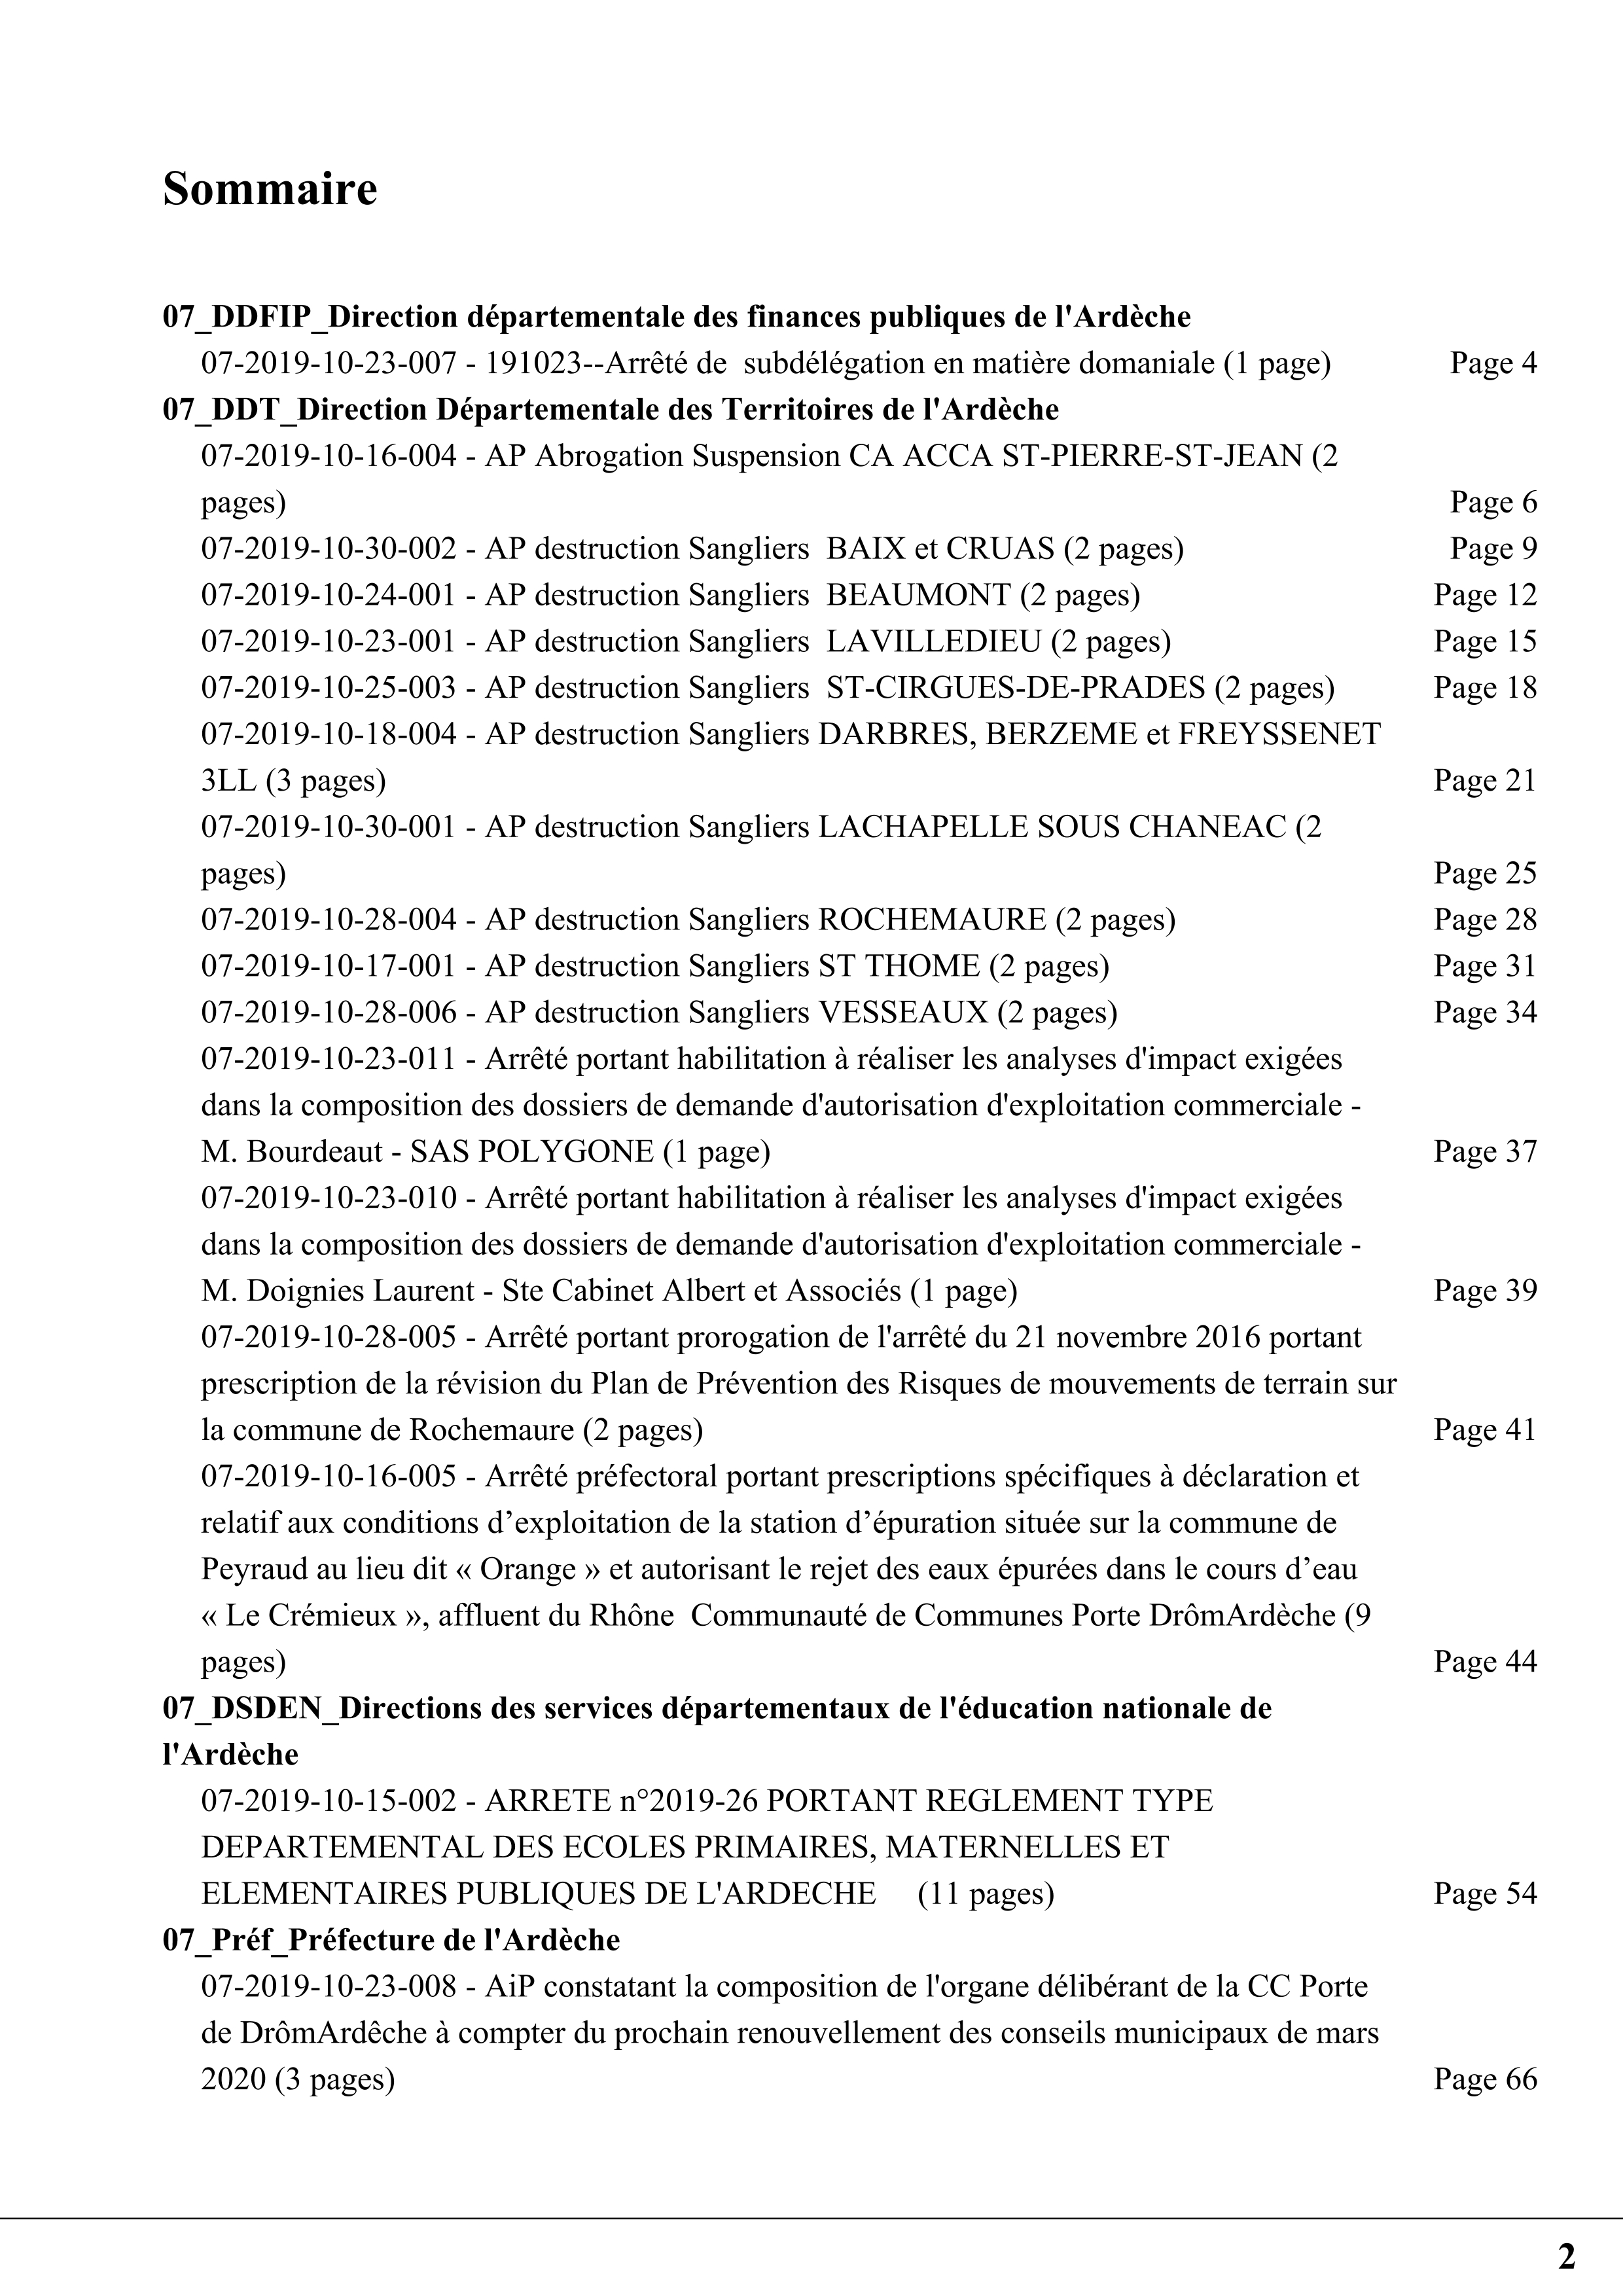 Sommaire
07_DDFIP_Direction départementale des finances publiques de l'Ardèche
07-2019-10-23-007 - 191023--Arrêté de  subdélégation en matière domaniale (1 page) Page 4
07_DDT_Direction Départementale des Territoires de l'Ardèche
07-2019-10-16-004 - AP Abrogation Suspension CA ACCA ST-PIERRE-ST-JEAN (2
pages) Page 6
07-2019-10-30-002 - AP destruction Sangliers  BAIX et CRUAS (2 pages) Page 9
07-2019-10-24-001 - AP destruction Sangliers  BEAUMONT (2 pages) Page 12
07-2019-10-23-001 - AP destruction Sangliers  LAVILLEDIEU (2 pages) Page 15
07-2019-10-25-003 - AP destruction Sangliers  ST-CIRGUES-DE-PRADES (2 pages) Page 18
07-2019-10-18-004 - AP destruction Sangliers DARBRES, BERZEME et FREYSSENET
3LL (3 pages) Page 21
07-2019-10-30-001 - AP destruction Sangliers LACHAPELLE SOUS CHANEAC (2
pages) Page 25
07-2019-10-28-004 - AP destruction Sangliers ROCHEMAURE (2 pages) Page 28
07-2019-10-17-001 - AP destruction Sangliers ST THOME (2 pages) Page 31
07-2019-10-28-006 - AP destruction Sangliers VESSEAUX (2 pages) Page 34
07-2019-10-23-011 - Arrêté portant habilitation à réaliser les analyses d'impact exigées
dans la composition des dossiers de demande d'autorisation d'exploitation commerciale -
M. Bourdeaut - SAS POLYGONE (1 page) Page 37
07-2019-10-23-010 - Arrêté portant habilitation à réaliser les analyses d'impact exigées
dans la composition des dossiers de demande d'autorisation d'exploitation commerciale -
M. Doignies Laurent - Ste Cabinet Albert et Associés (1 page) Page 39
07-2019-10-28-005 - Arrêté portant prorogation de l'arrêté du 21 novembre 2016 portant
prescription de la révision du Plan de Prévention des Risques de mouvements de terrain sur
la commune de Rochemaure (2 pages) Page 41
07-2019-10-16-005 - Arrêté préfectoral portant prescriptions spécifiques à déclaration et
relatif aux conditions d’exploitation de la station d’épuration située sur la commune de
Peyraud au lieu dit « Orange » et autorisant le rejet des eaux épurées dans le cours d’eau
« Le Crémieux », affluent du Rhône  Communauté de Communes Porte DrômArdèche (9
pages) Page 44
07_DSDEN_Directions des services départementaux de l'éducation nationale de
l'Ardèche
07-2019-10-15-002 - ARRETE n°2019-26 PORTANT REGLEMENT TYPE
DEPARTEMENTAL DES ECOLES PRIMAIRES, MATERNELLES ET
ELEMENTAIRES PUBLIQUES DE L'ARDECHE     (11 pages) Page 54
07_Préf_Préfecture de l'Ardèche
07-2019-10-23-008 - AiP constatant la composition de l'organe délibérant de la CC Porte
de DrômArdêche à compter du prochain renouvellement des conseils municipaux de mars
2020 (3 pages) Page 66
2